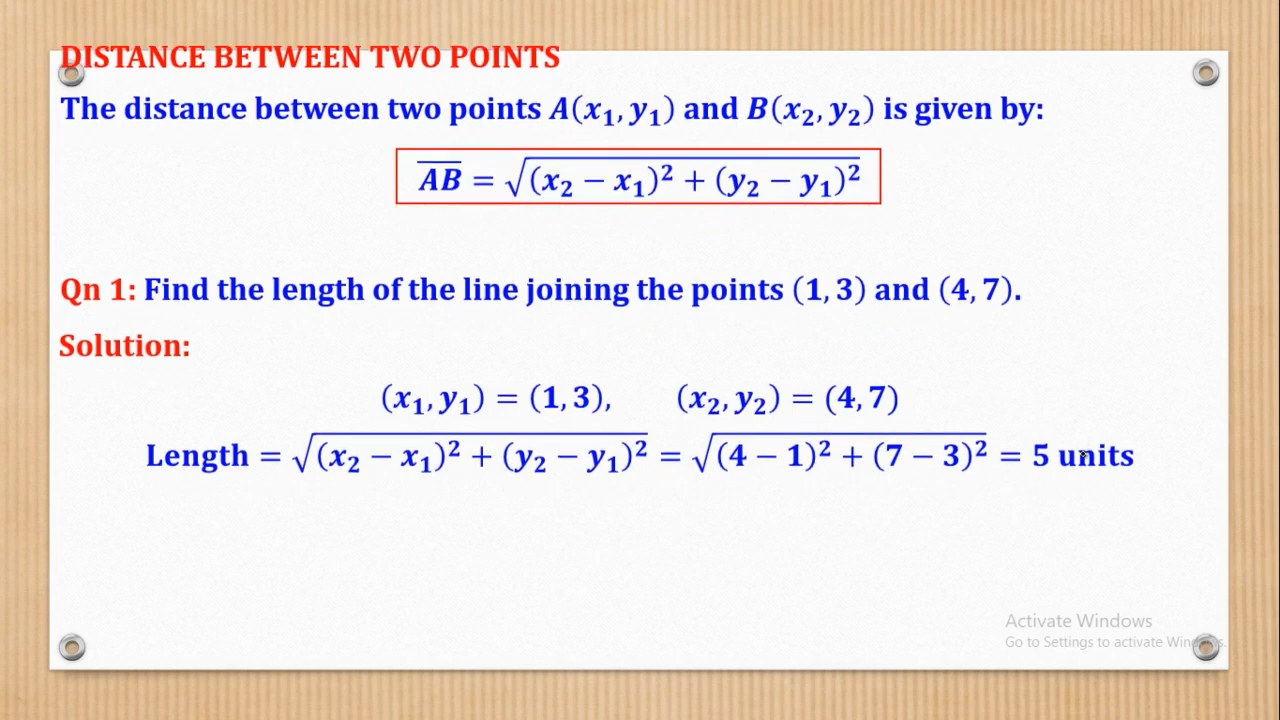 DISTANCE BETWEEN TWO POINTS
The distance between two points A(x₁, y₁) and B(x₂, y₂) is given by:
A̅B̅ = √(x₂ − x₁)² + (y₂ − y₁)²
Qn 1: Find the length of the line joining the points (1, 3) and (4, 7).
Solution:
(x₁, y₁) = (1, 3), (x₂, y₂) = (4, 7)
Length = √(x₂ − x₁)² + (y₂ − y₁)² = √(4 − 1)² + (7 − 3)² = 5 units
Activate Windows
Go to Settings to activate Windows.